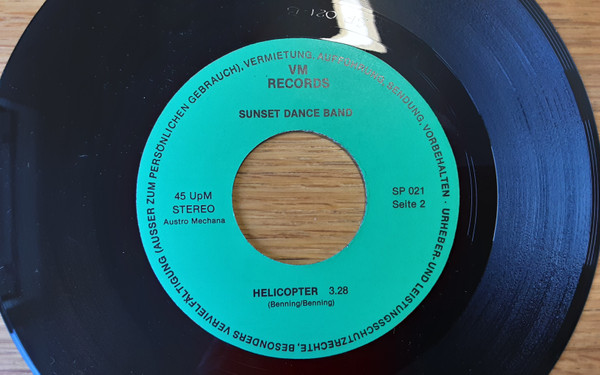 URHEBER- UND LEISTUNGSSCHUTZRECHTE, BESONDERS VERVIELFÄLTIGUNG (AUSSER ZUM PERSÖNLICHEN GEBRAUCH), VERMIETUNG, AUFFÜHRUNG, SENDUNG, VORBEHALTEN ·
VM
RECORDS
SUNSET DANCE BAND
45 UpM
STEREO
Austro Mechana
SP 021
Seite 2
HELICOPTER 3.28
(Benning/Benning)